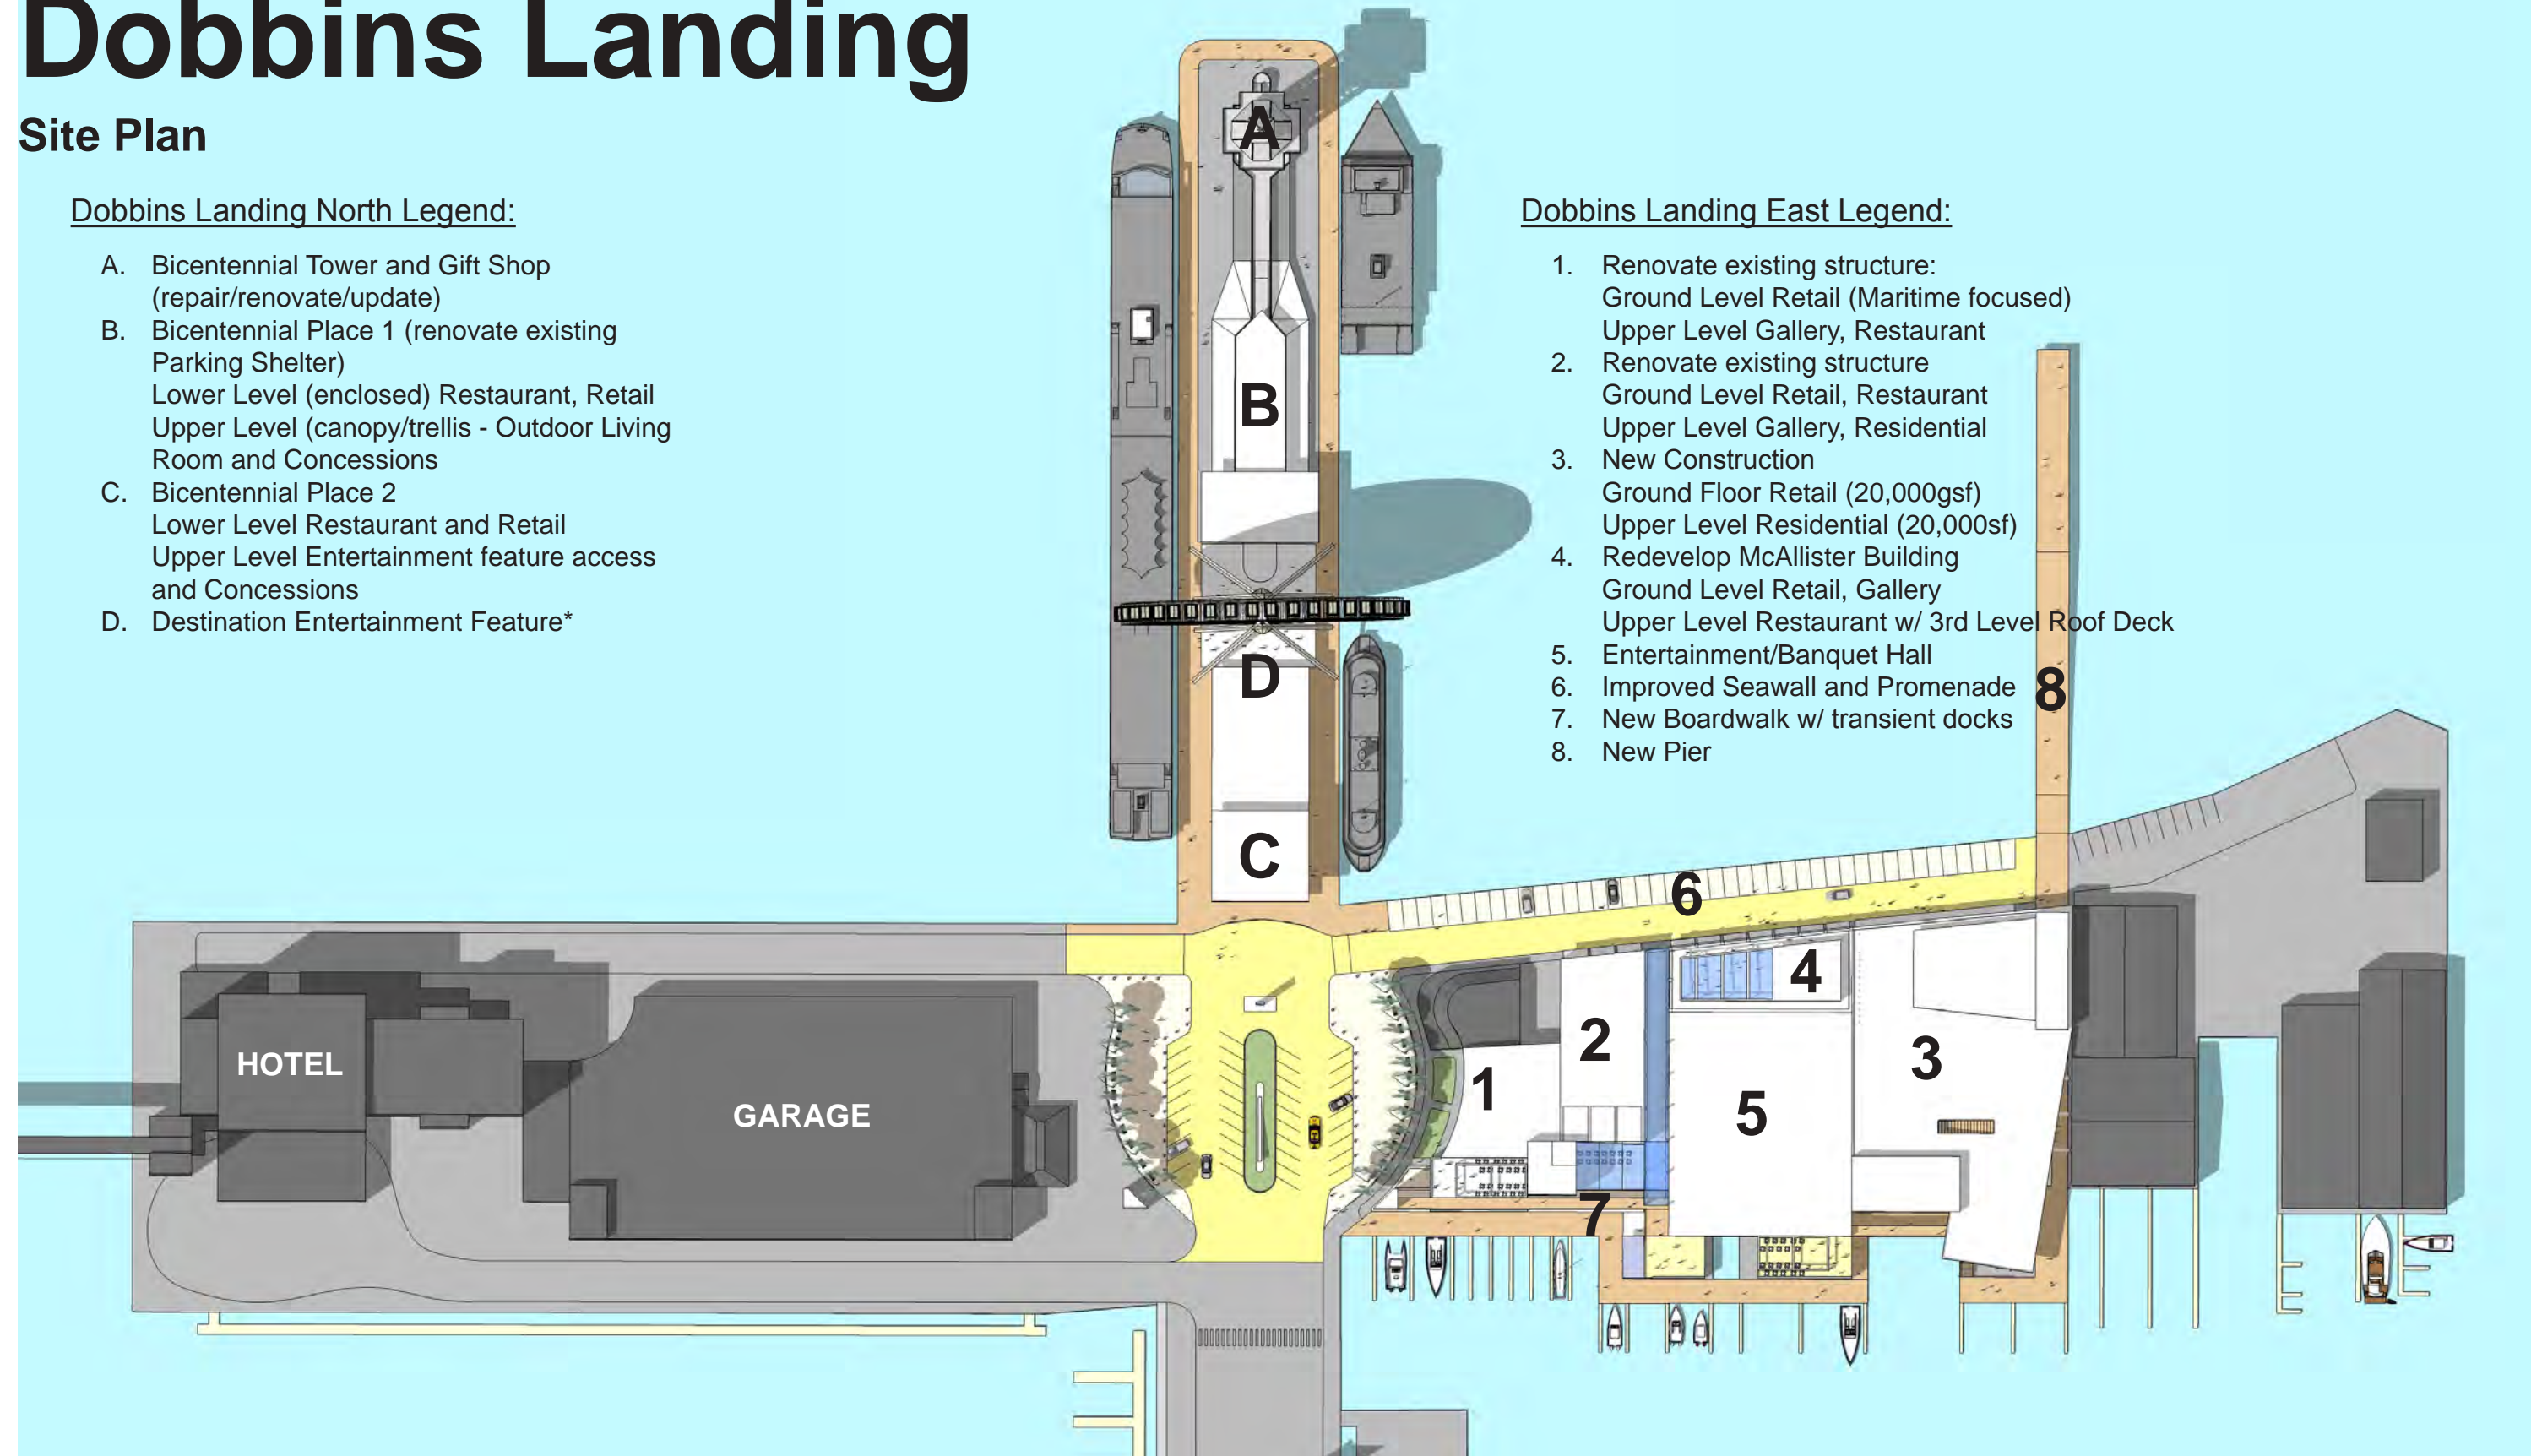 Dobbins Landing
Site Plan
Dobbins Landing North Legend:
A. Bicentennial Tower and Gift Shop
(repair/renovate/update)
B. Bicentennial Place 1 (renovate existing
Parking Shelter)
Lower Level (enclosed) Restaurant, Retail
Upper Level (canopy/trellis - Outdoor Living
Room and Concessions
C. Bicentennial Place 2
Lower Level Restaurant and Retail
Upper Level Entertainment feature access
and Concessions
D. Destination Entertainment Feature*
Dobbins Landing East Legend:
1. Renovate existing structure:
Ground Level Retail (Maritime focused)
Upper Level Gallery, Restaurant
2. Renovate existing structure
Ground Level Retail, Restaurant
Upper Level Gallery, Residential
3. New Construction
Ground Floor Retail (20,000gsf)
Upper Level Residential (20,000sf)
4. Redevelop McAllister Building
Ground Level Retail, Gallery
Upper Level Restaurant w/ 3rd Level Roof Deck
5. Entertainment/Banquet Hall
6. Improved Seawall and Promenade
7. New Boardwalk w/ transient docks
8. New Pier
A
B
D
C
8
6
4
2
3
1
5
7
HOTEL
GARAGE